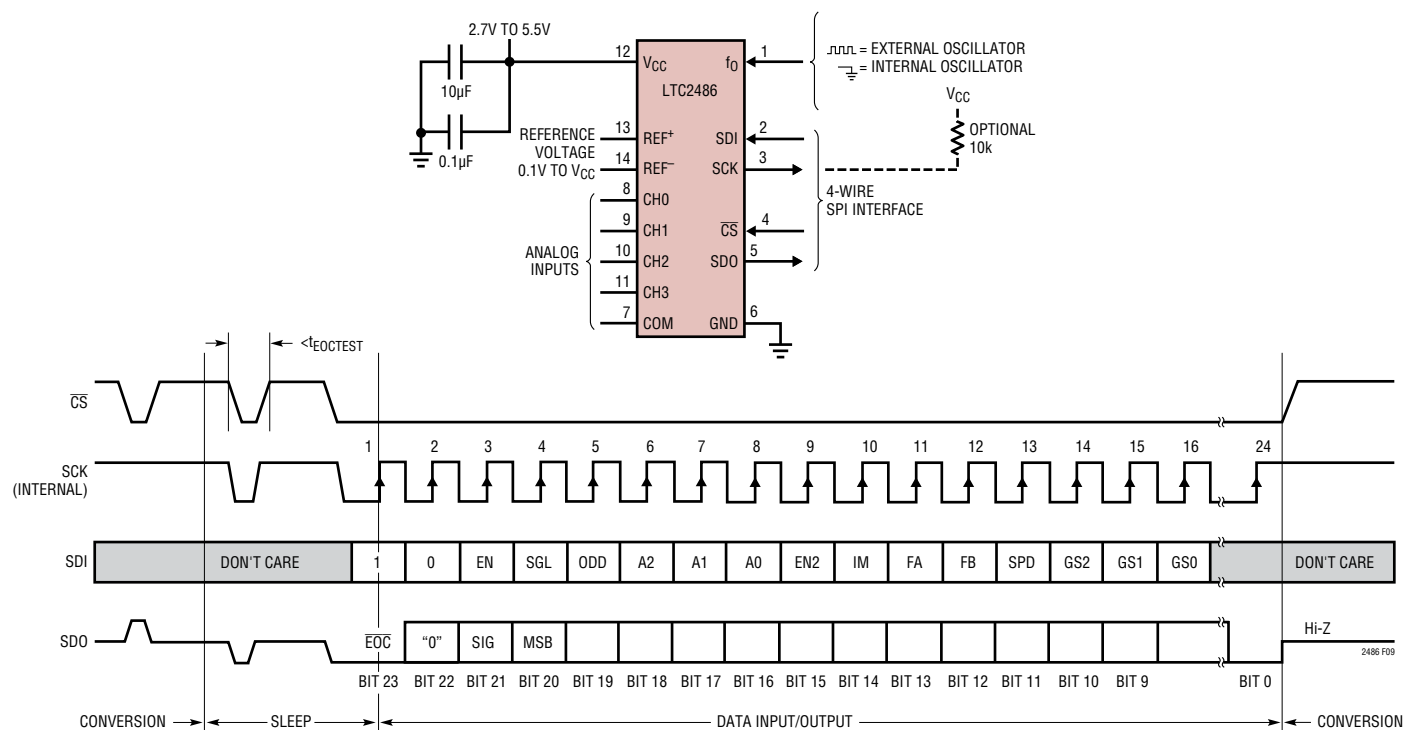 2.7V TO 5.5V
10µF
0.1µF
REFERENCE
VOLTAGE
0.1V TO VCC
ANALOG
INPUTS
12
13
14
8
9
10
11
7
VCC
REF+
REF–
CH0
CH1
CH2
CH3
COM
LTC2486
fO
SDI
SCK
CS
SDO
GND
1
2
3
4
5
6
= EXTERNAL OSCILLATOR
= INTERNAL OSCILLATOR
VCC
OPTIONAL
10k
4-WIRE
SPI INTERFACE
<tEOCTEST
CS
1 2 3 4 5 6 7 8 9 10 11 12 13 14 15 16 24
SCK
(INTERNAL)
SDI DON'T CARE 1 0 EN SGL ODD A2 A1 A0 EN2 IM FA FB SPD GS2 GS1 GS0 DON'T CARE
SDO EOC "0" SIG MSB Hi-Z
2486 F09
BIT 23 BIT 22 BIT 21 BIT 20 BIT 19 BIT 18 BIT 17 BIT 16 BIT 15 BIT 14 BIT 13 BIT 12 BIT 11 BIT 10 BIT 9 BIT 0
CONVERSION SLEEP DATA INPUT/OUTPUT CONVERSION